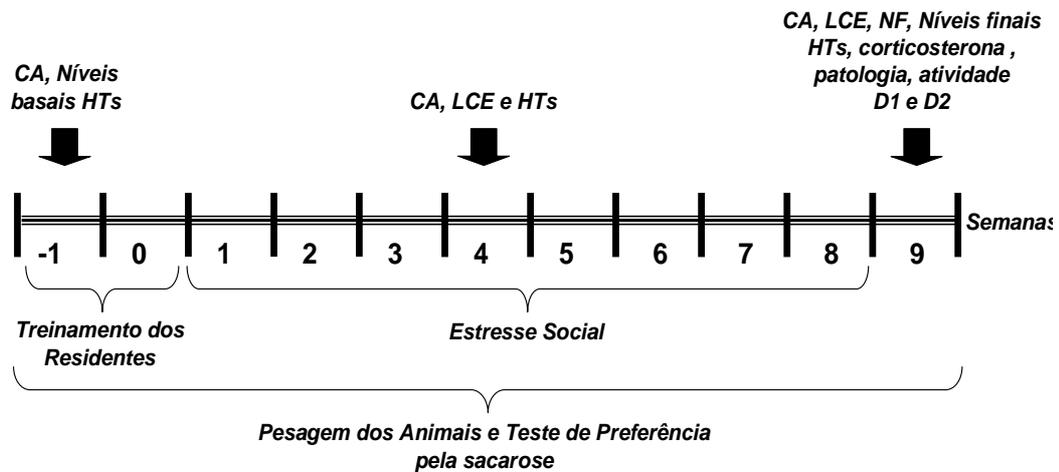 CA, Níveis
basais HTs
CA, LCE e HTs
CA, LCE, NF, Níveis finais
HTs, corticosterona ,
patologia, atividade
D1 e D2
Semanas
-1 0 1 2 3 4 5 6 7 8 9
Treinamento dos
Residentes
Estresse Social
Pesagem dos Animais e Teste de Preferência
pela sacarose